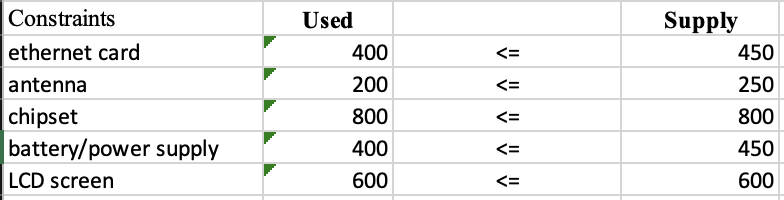 Constraints Used Supply
ethernet card 400 <= 450
antenna 200 <= 250
chipset 800 <= 800
battery/power supply 400 <= 450
LCD screen 600 <= 600